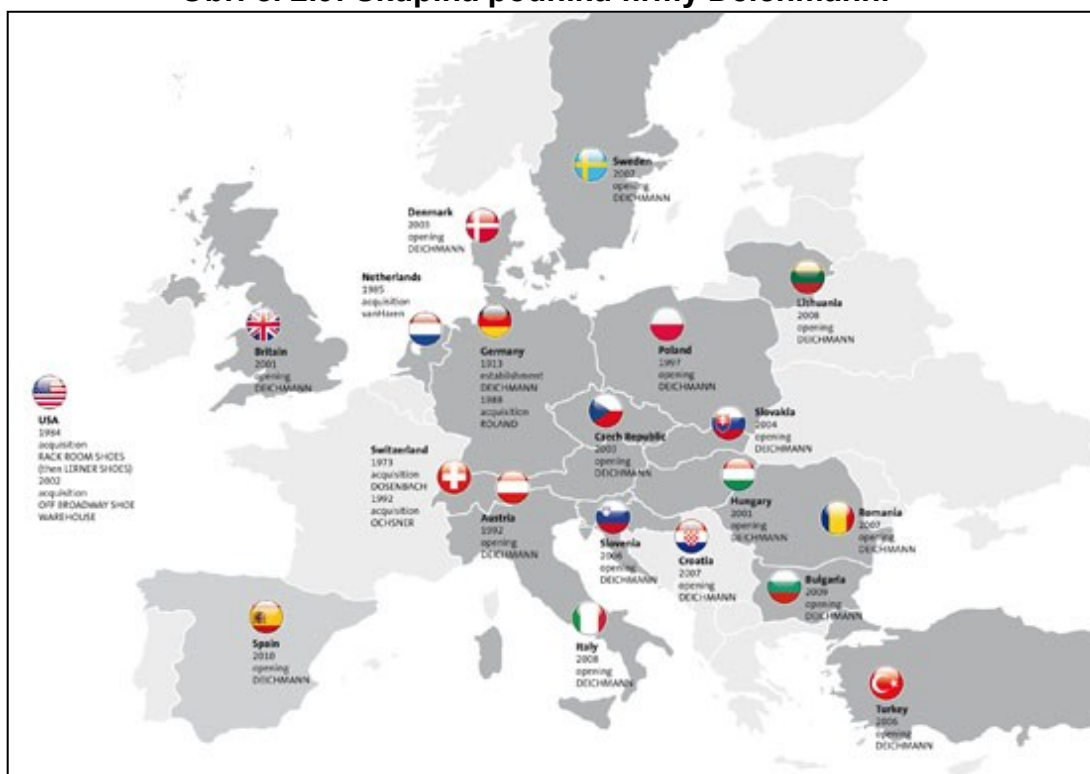 Skupina podniků firmy Deichmann.
Sweden
2007
opening
DEICHMANN
Denmark
2003
opening
DEICHMANN
Netherlands
1985
acquisition
vanHaren
Lithuania
2008
opening
DEICHMANN
Britain
2001
opening
DEICHMANN
Germany
1913
establishment
DEICHMANN
1988
acquisition
ROLAND
Poland
1997
opening
DEICHMANN
USA
1984
acquisition
RACK ROOM SHOES
(then LERNER SHOES)
2002
acquisition
OFF BROADWAY SHOE
WAREHOUSE
Czech Republic
2003
opening
DEICHMANN
Slovakia
2004
opening
DEICHMANN
Switzerland
1973
acquisition
DOSENBACH
1992
acquisition
OCHSNER
Austria
1992
opening
DEICHMANN
Hungary
2001
opening
DEICHMANN
Romania
2007
opening
DEICHMANN
Slovenia
2006
opening
DEICHMANN
Croatia
2007
opening
DEICHMANN
Bulgaria
2009
opening
DEICHMANN
Spain
2010
opening
DEICHMANN
Italy
2008
opening
DEICHMANN
Turkey
2006
opening
DEICHMANN